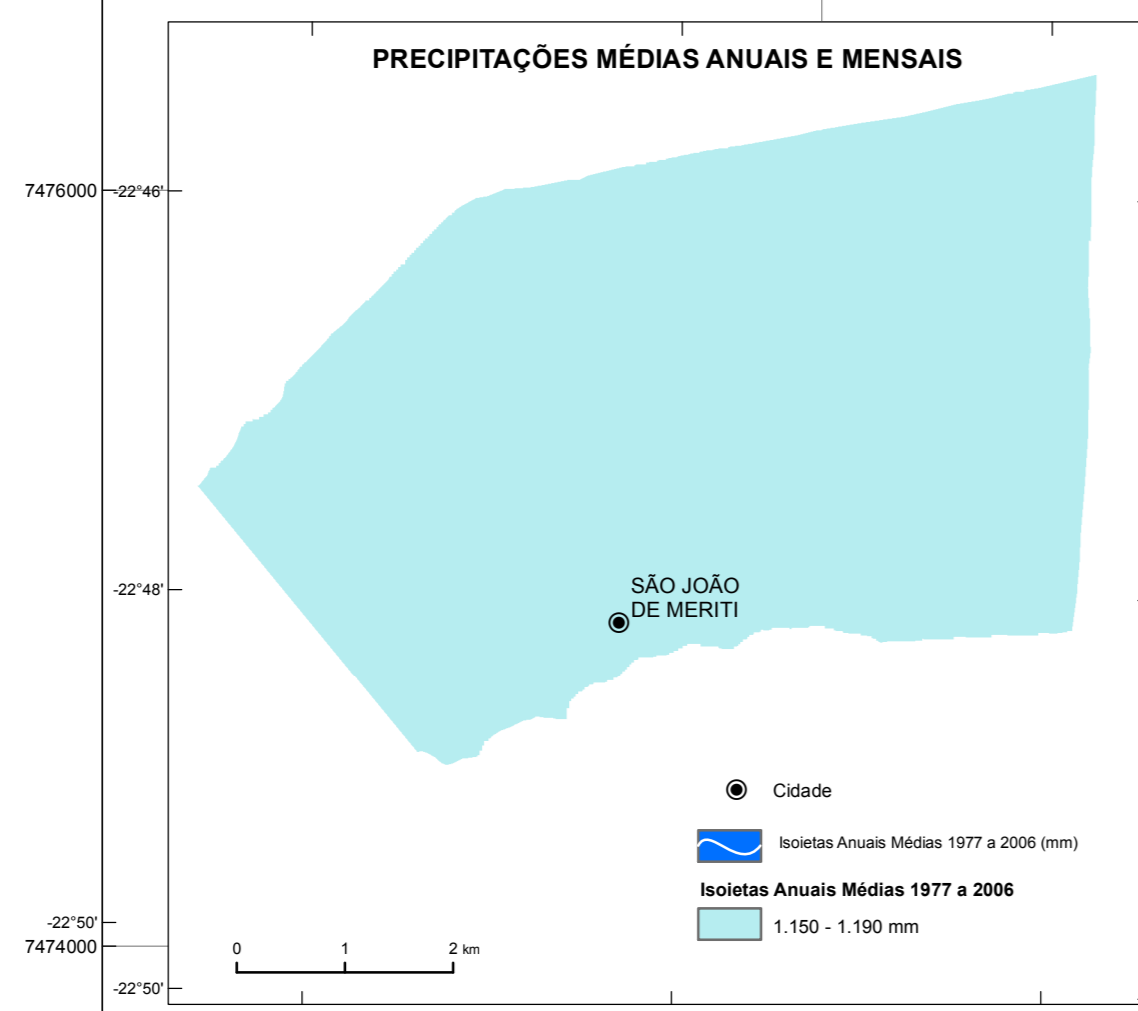 PRECIPITAÇÕES MÉDIAS ANUAIS E MENSAIS
7476000
-22°46'
-22°48'
SÃO JOÃO
DE MERITI
Cidade
Isoietas Anuais Médias 1977 a 2006 (mm)
Isoietas Anuais Médias 1977 a 2006
1.150 - 1.190 mm
-22°50'
7474000
0 1 2 km
-22°50'